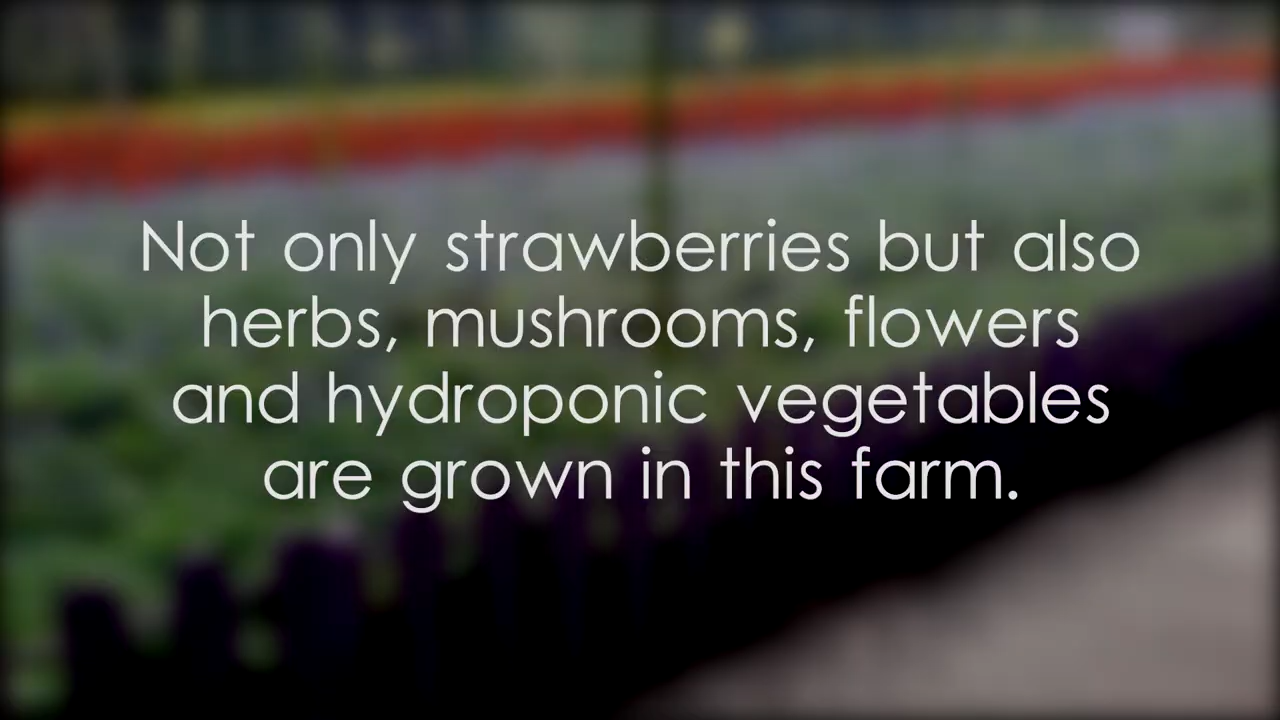 Not only strawberries but also
herbs, mushrooms, flowers
and hydroponic vegetables
are grown in this farm.